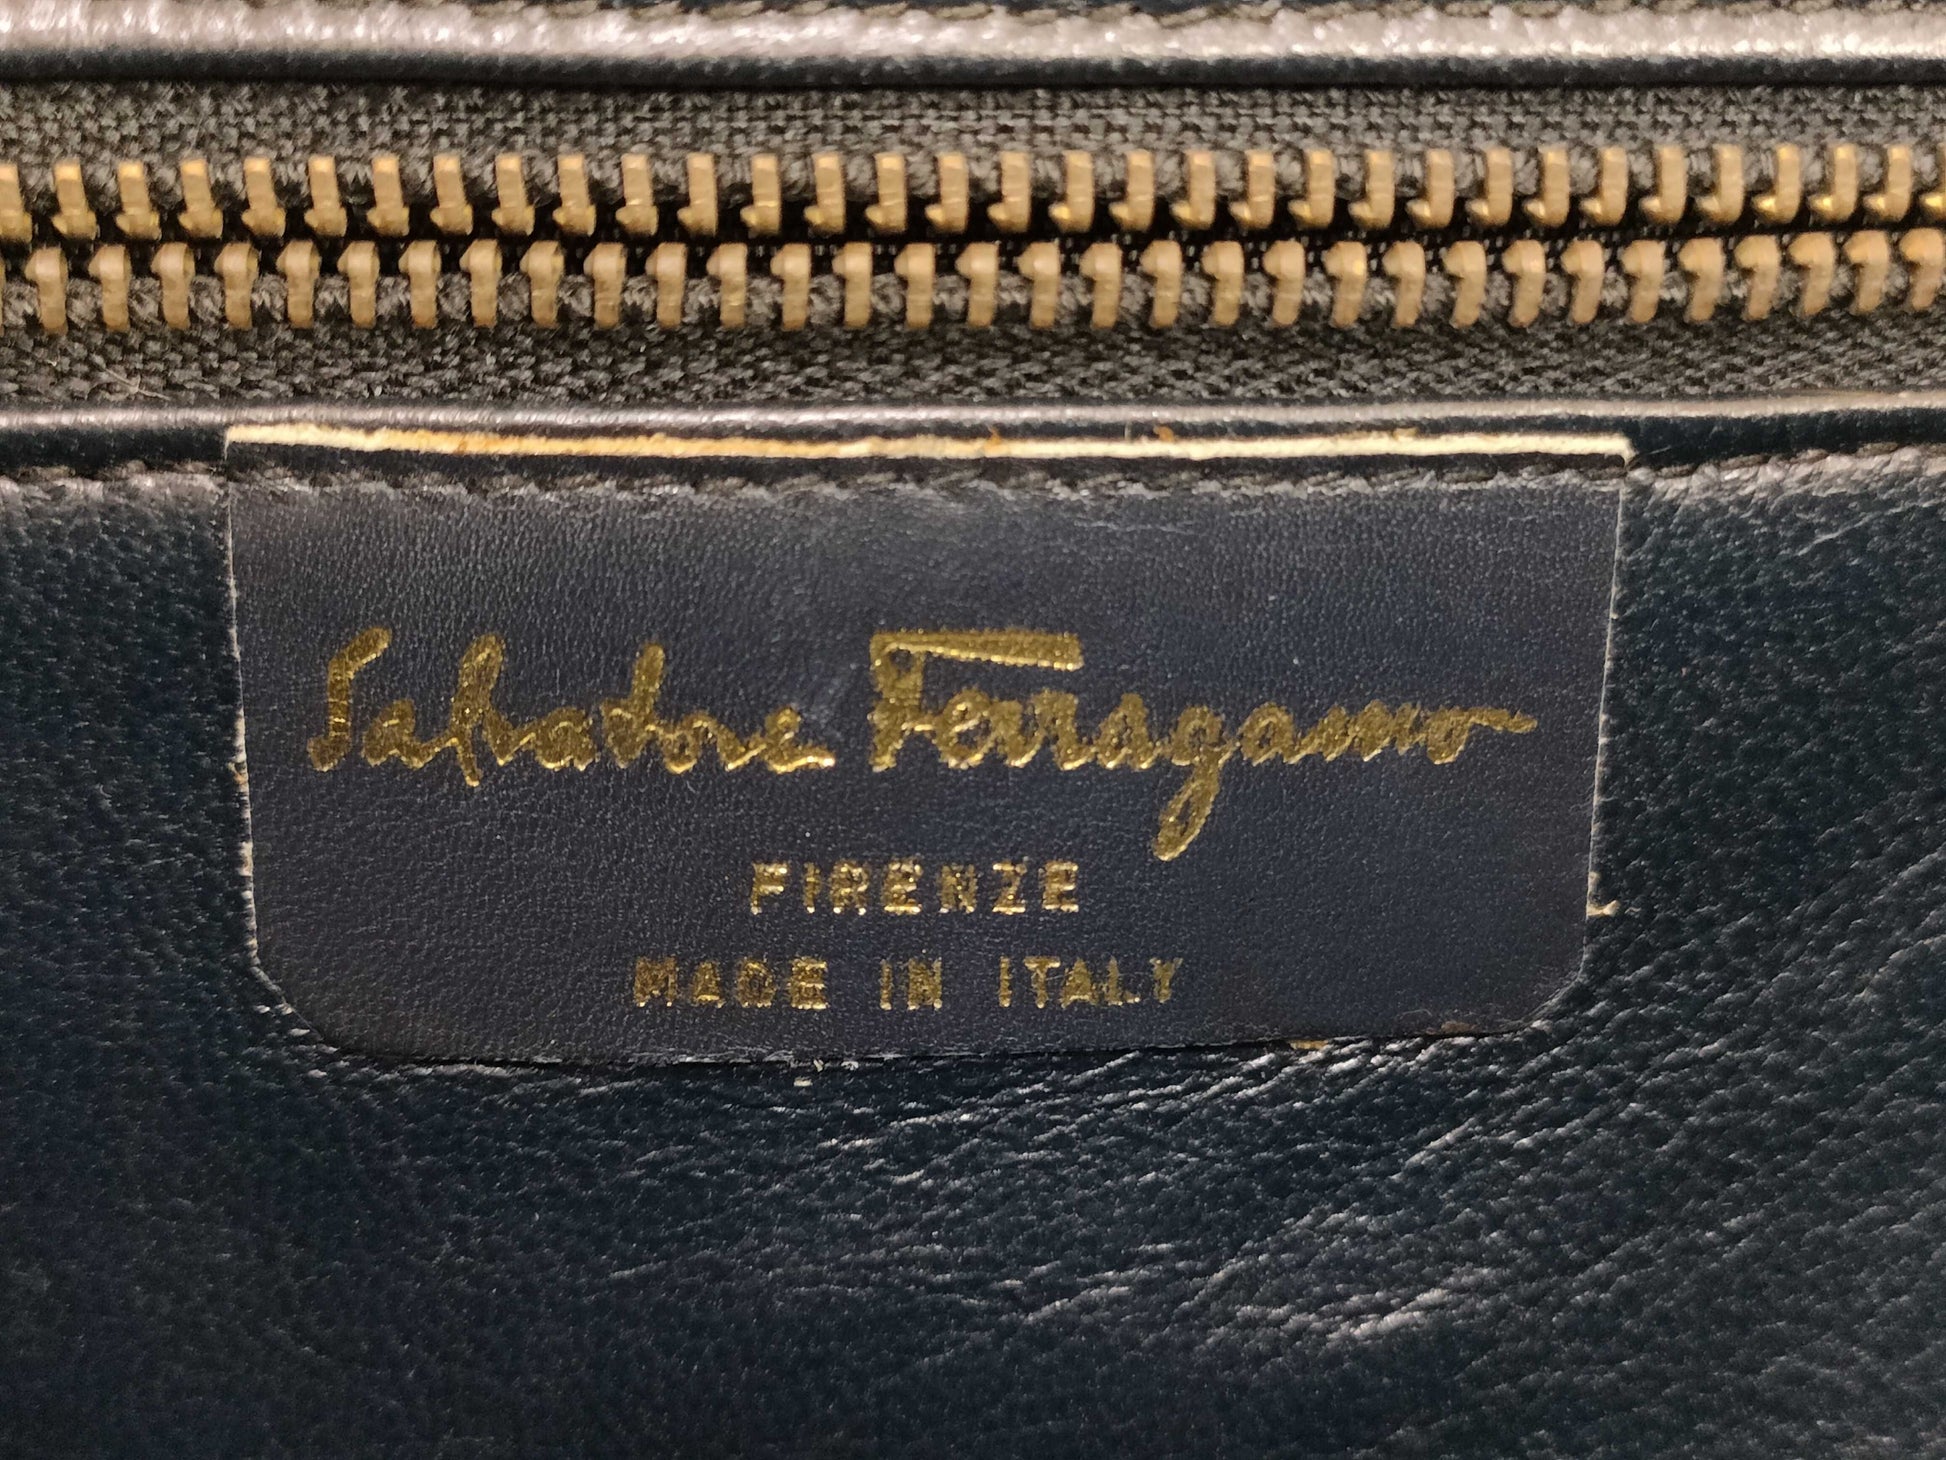 Salvatore Ferragamo
FIRENZE
MADE IN ITALY